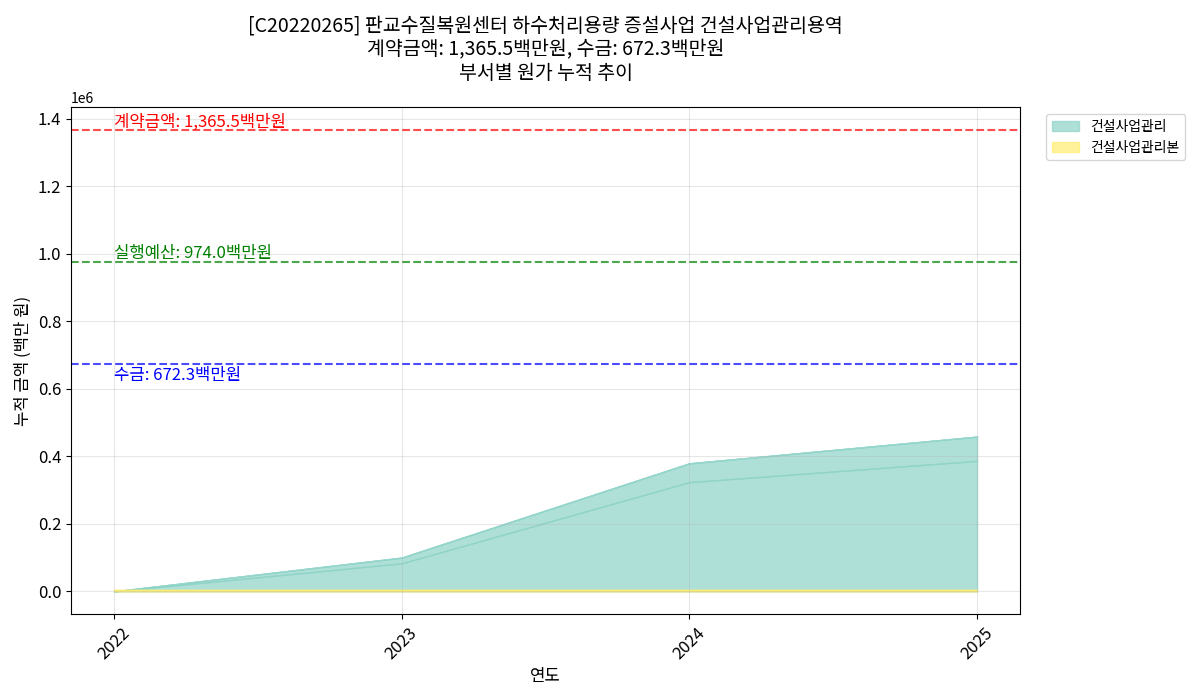 [C20220265] 판교수질복원센터 하수처리용량 증설사업 건설사업관리용역
계약금액: 1,365.5백만원, 수금: 672.3백만원
부서별 원가 누적 추이
1e6
1.4
1.2
1.0
0.8
0.6
0.4
0.2
0.0
누적 금액 (백만 원)
계약금액: 1,365.5백만원
실행예산: 974.0백만원
수금: 672.3백만원
건설사업관리
건설사업관리본
2022
2023
2024
2025
연도